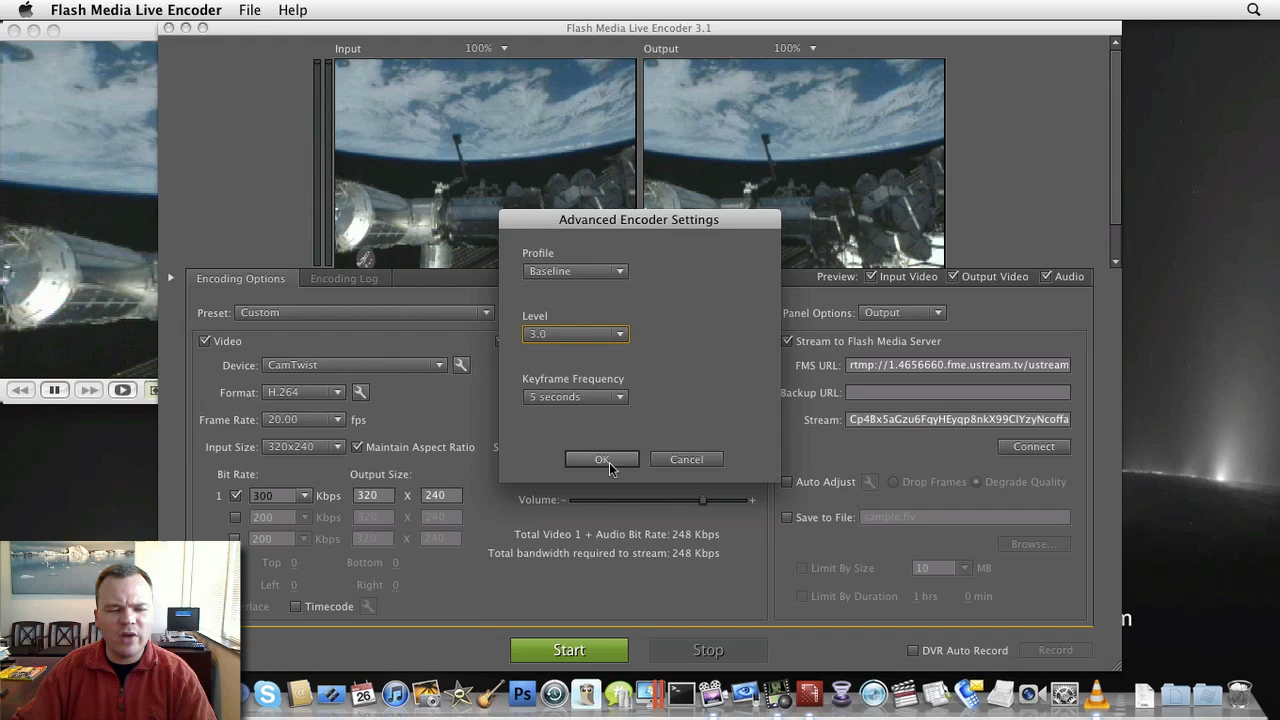 Flash Media Live Encoder File Help
Flash Media Live Encoder 3.1
Input 100% Output 100%
Advanced Encoder Settings
Profile
Baseline
Level
3.0
Keyframe Frequency
5 seconds
OK Cancel
Encoding Options Encoding Log
Preview: Input Video Output Video Audio
Preset: Custom
Panel Options: Output
Video
Stream to Flash Media Server
Device: CamTwist
FMS URL: rtmp://1.4656660.fme.ustream.tv/ustream
Format: H.264
Backup URL:
Frame Rate: 20.00 fps
Stream: Cp4Bx5aGzu6FqyHEyqp8nkX99ClYzyNcoffa
Input Size: 320x240 Maintain Aspect Ratio
Connect
Bit Rate: Output Size:
1 300 Kbps 320 X 240
200 Kbps 320 X 240
200 Kbps 320 X 240
Top 0 Bottom 0
Left 0 Right 0
Timecode
Volume: - +
Total Video 1 + Audio Bit Rate: 248 Kbps
Total bandwidth required to stream: 248 Kbps
Auto Adjust Drop Frames Degrade Quality
Save to File: sample.flv
Browse...
Limit By Size 10 MB
Limit By Duration 1 hrs 0 min
Start Stop
DVR Auto Record Record
m
26
Ps